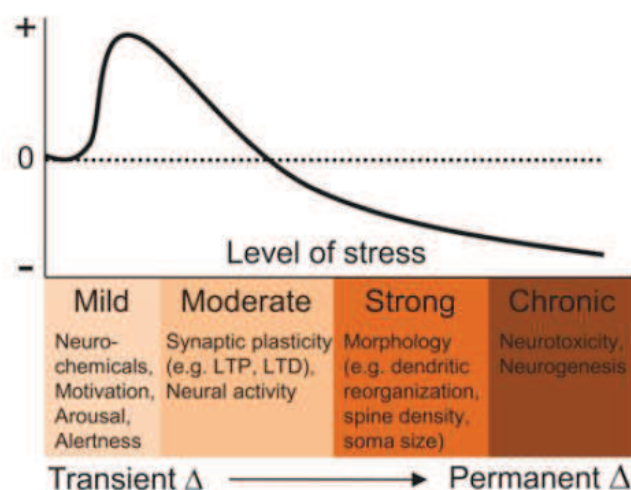 +
0
-
Level of stress
Mild
Neuro-
chemicals,
Motivation,
Arousal,
Alertness
Moderate
Synaptic plasticity
(e.g. LTP, LTD),
Neural activity
Strong
Morphology
(e.g. dendritic
reorganization,
spine density,
soma size)
Chronic
Neurotoxicity,
Neurogenesis
Transient Δ
Permanent Δ